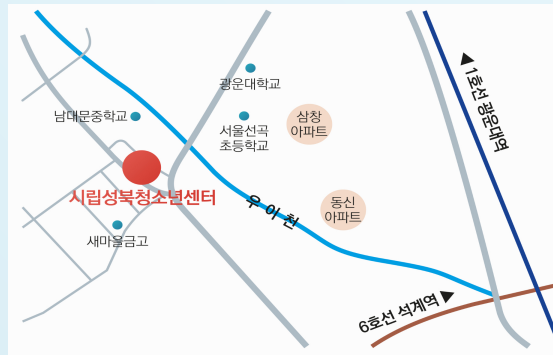 광운대학교
▲1호선 광운대역
남대문중학교
서울선곡
초등학교
삼창
아파트
시립성북청소년센터
우이천
동신
아파트
새마을금고
6호선 석계역 ▶